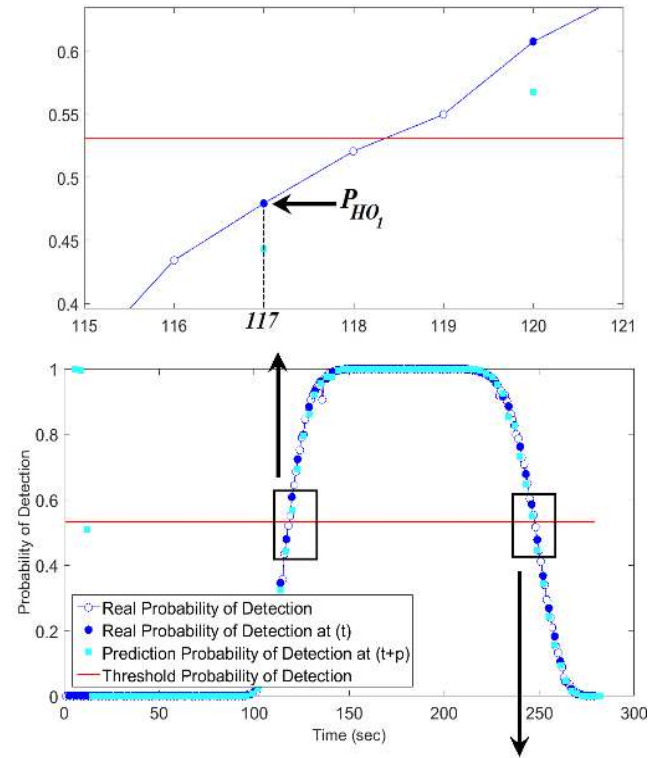 0.6
0.55
0.5
0.45
0.4
P_HO_1
115 116 117 118 119 120 121
1
0.8
0.6
0.4
0.2
0
Probability of Detection
Real Probability of Detection
Real Probability of Detection at (t)
Prediction Probability of Detection at (t+p)
Threshold Probability of Detection
0 50 100 150 200 250 300
Time (sec)